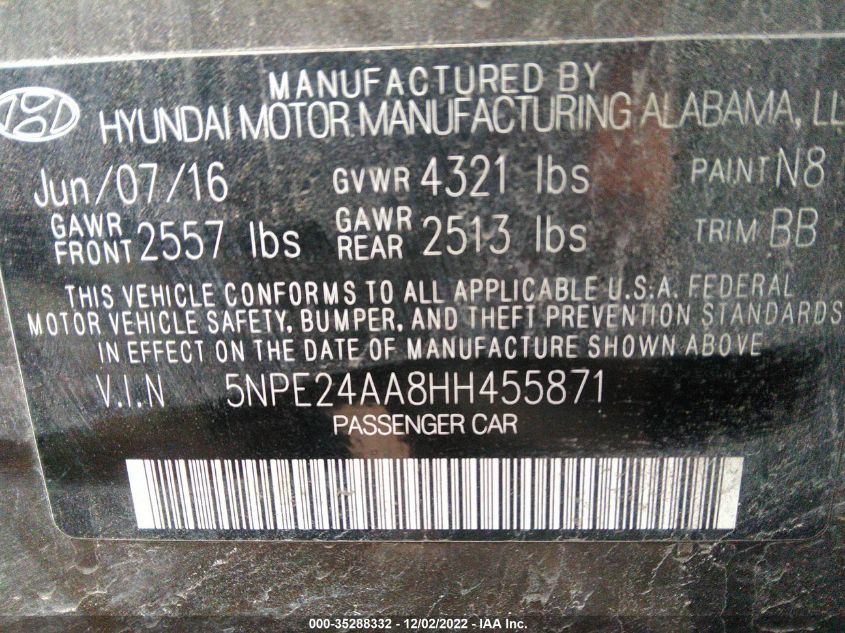 MANUFACTURED BY
HYUNDAI MOTOR MANUFACTURING ALABAMA, LL
Jun/07/16 GVWR 4321 lbs PAINT N8
GAWR FRONT 2557 lbs GAWR REAR 2513 lbs TRIM BB
THIS VEHICLE CONFORMS TO ALL APPLICABLE U.S.A. FEDERAL
MOTOR VEHICLE SAFETY, BUMPER, AND THEFT PREVENTION STANDARDS
IN EFFECT ON THE DATE OF MANUFACTURE SHOWN ABOVE
V.I.N 5NPE24AA8HH455871
PASSENGER CAR
000-35288332 - 12/02/2022 - IAA Inc.